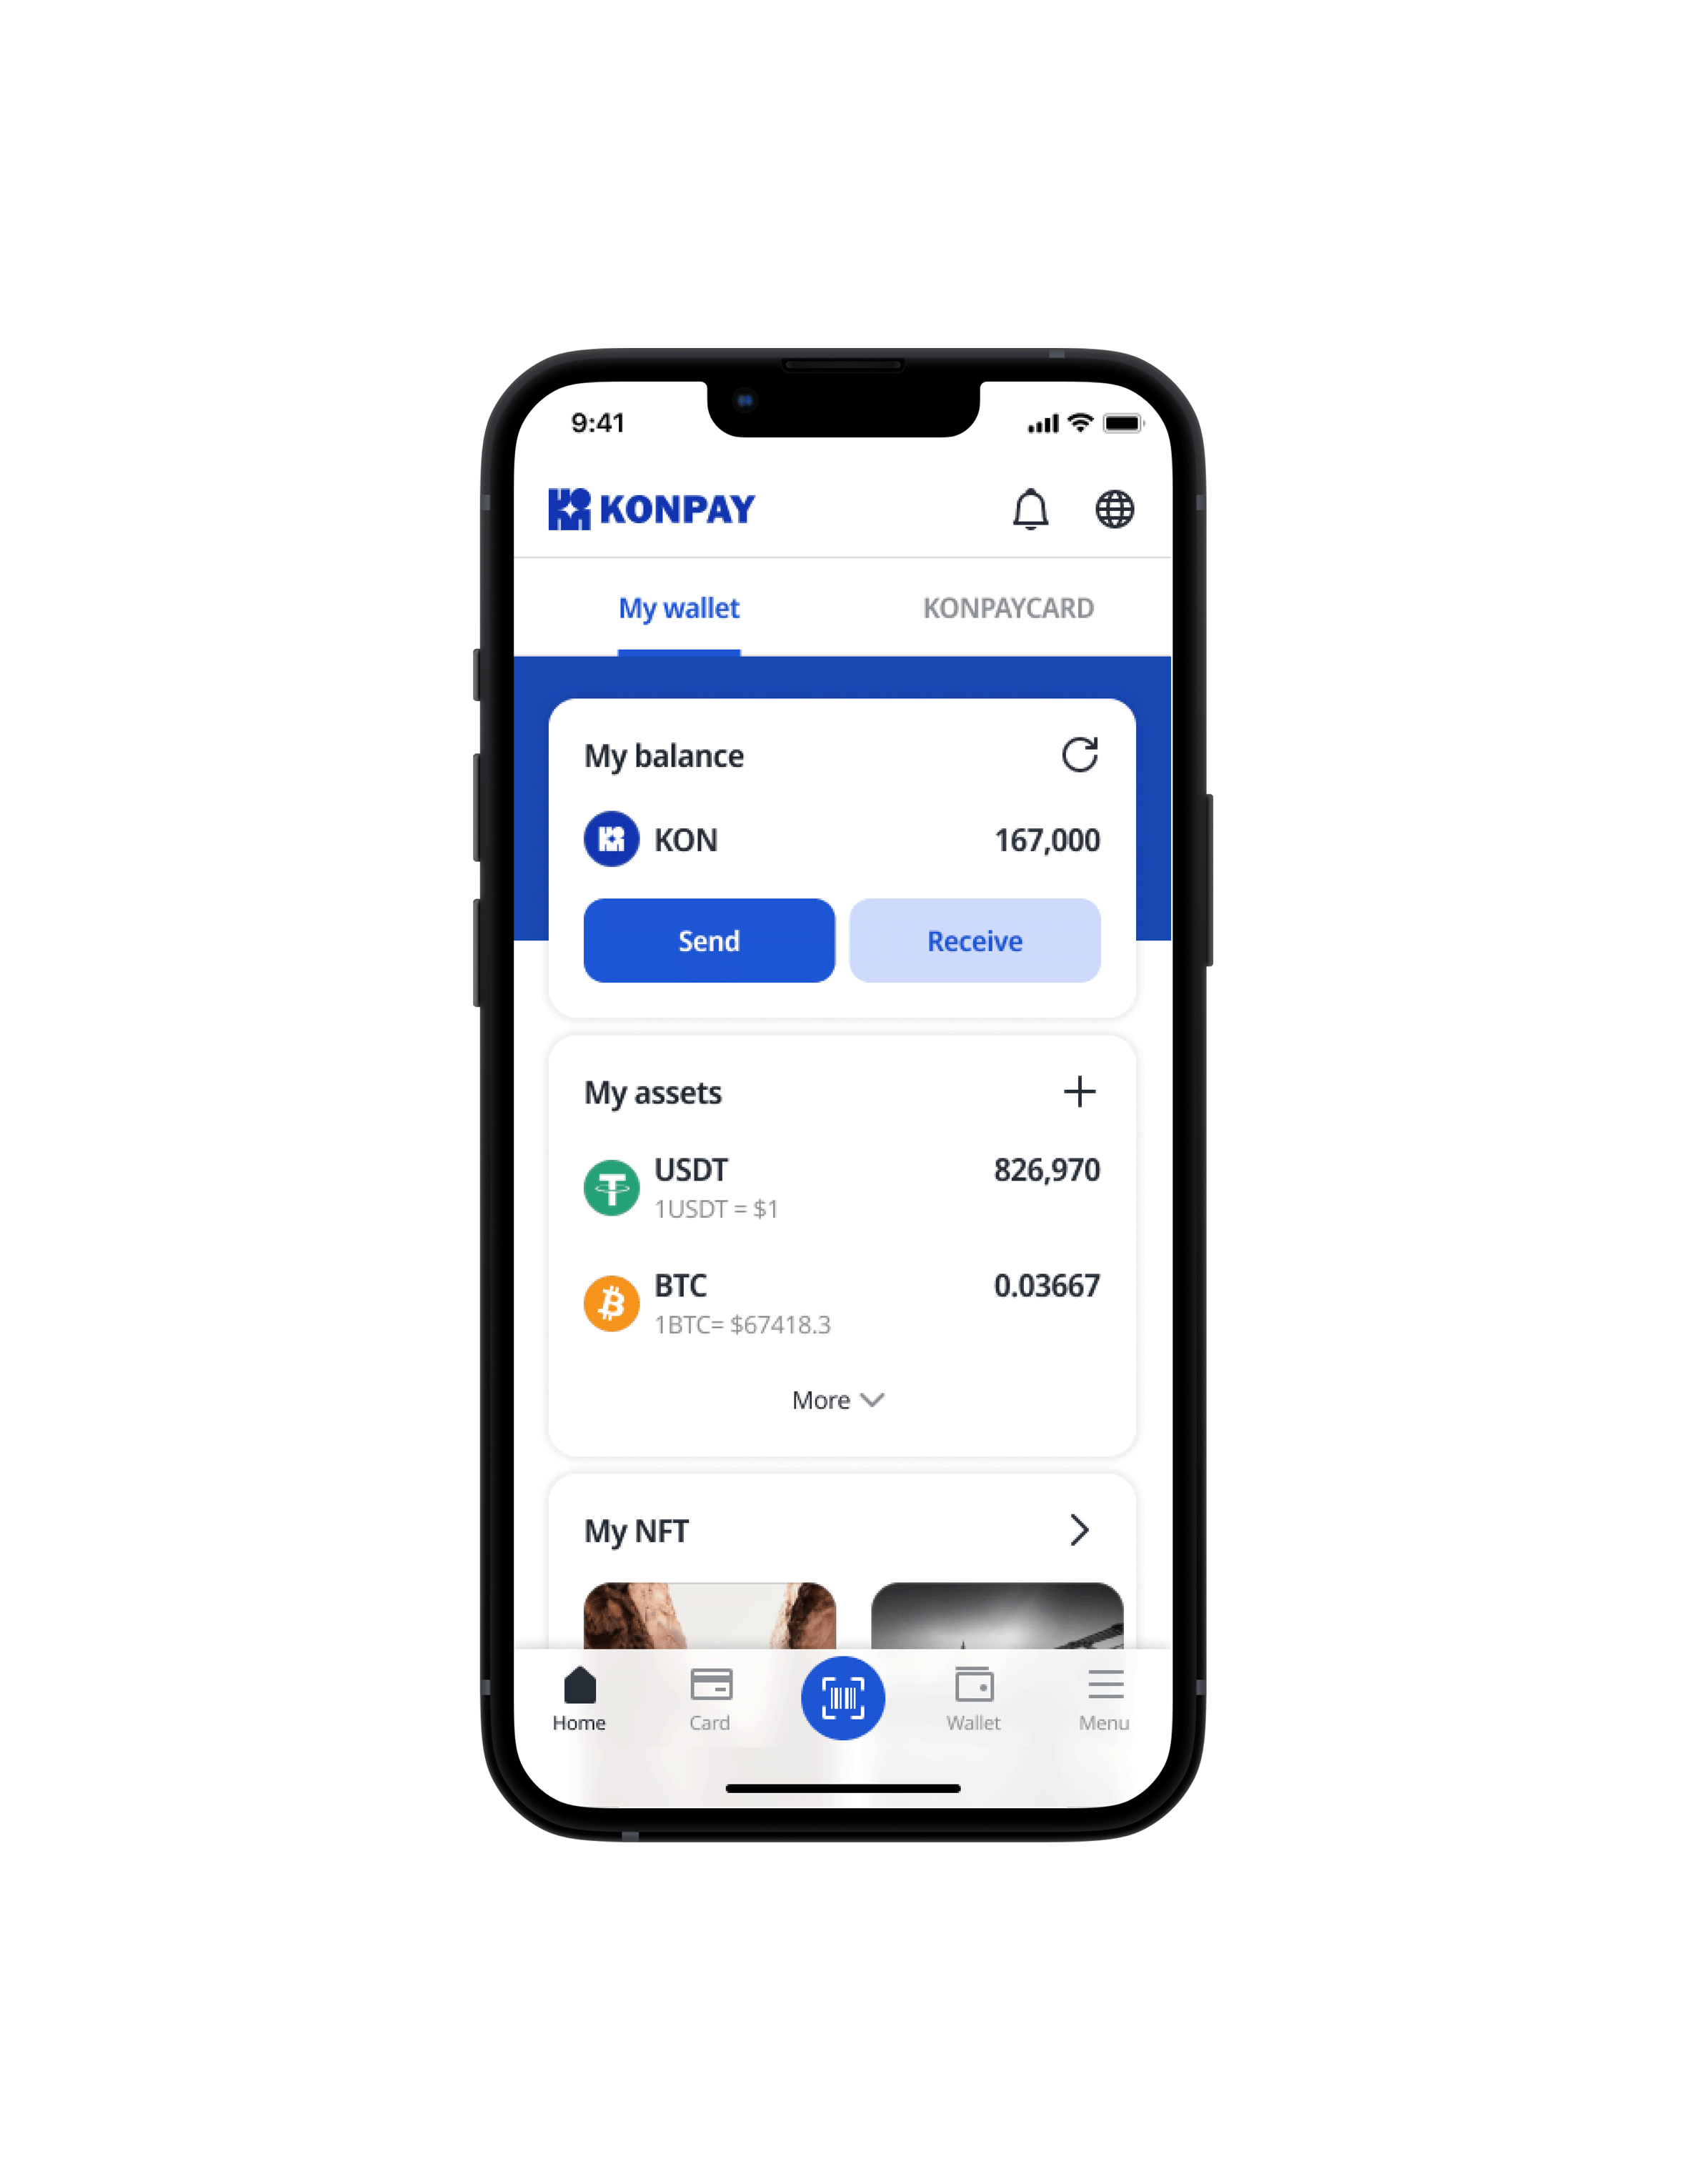 9:41
KONPAY
My wallet KONPAYCARD
My balance
KON 167,000
Send Receive
My assets
USDT 826,970
1USDT = $1
BTC 0.03667
1BTC= $67418.3
More
My NFT
Home Card Wallet Menu